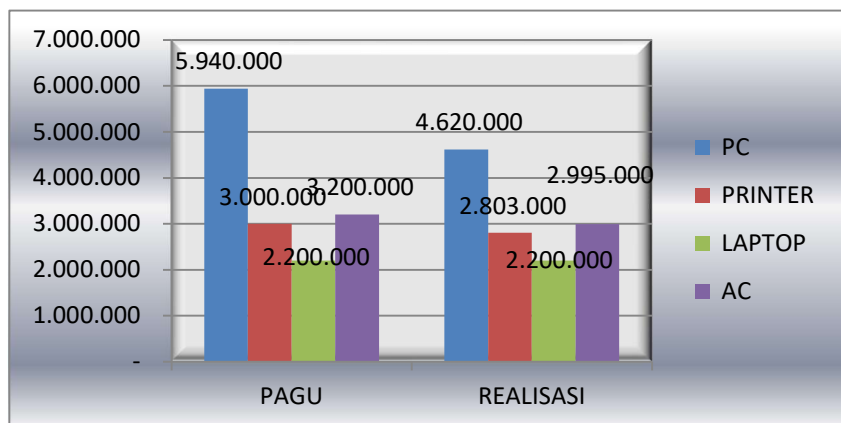 7.000.000
6.000.000
5.000.000
4.000.000
3.000.000
2.000.000
1.000.000
-
5.940.000
3.000.000
2.200.000
3.200.000
4.620.000
2.803.000
2.200.000
2.995.000
PAGU
REALISASI
PC
PRINTER
LAPTOP
AC